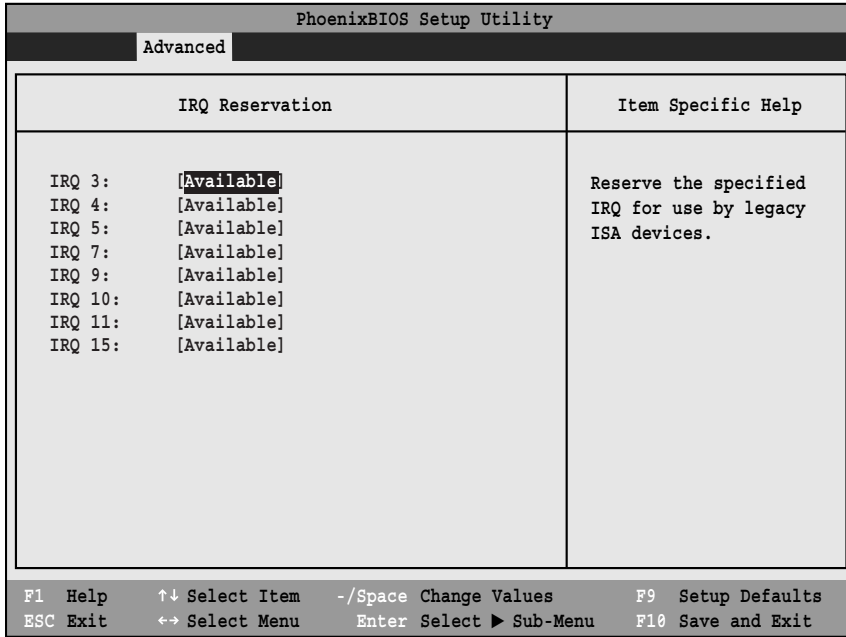 PhoenixBIOS Setup Utility
Advanced
IRQ Reservation
Item Specific Help
IRQ 3: [Available]
IRQ 4: [Available]
IRQ 5: [Available]
IRQ 7: [Available]
IRQ 9: [Available]
IRQ 10: [Available]
IRQ 11: [Available]
IRQ 15: [Available]
Reserve the specified
IRQ for use by legacy
ISA devices.
F1 Help ↑↓ Select Item -/Space Change Values F9 Setup Defaults
ESC Exit ←→ Select Menu Enter Select ▶ Sub-Menu F10 Save and Exit